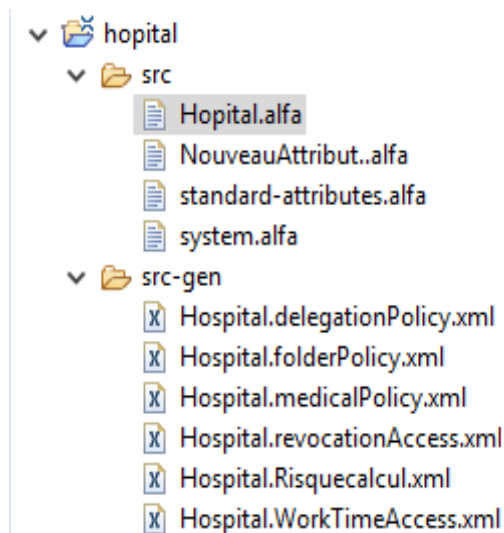 hopital
src
Hopital.alfa
NouveauAttribut..alfa
standard-attributes.alfa
system.alfa
src-gen
Hospital.delegationPolicy.xml
Hospital.folderPolicy.xml
Hospital.medicalPolicy.xml
Hospital.revocationAccess.xml
Hospital.Risquecalcul.xml
Hospital.WorkTimeAccess.xml